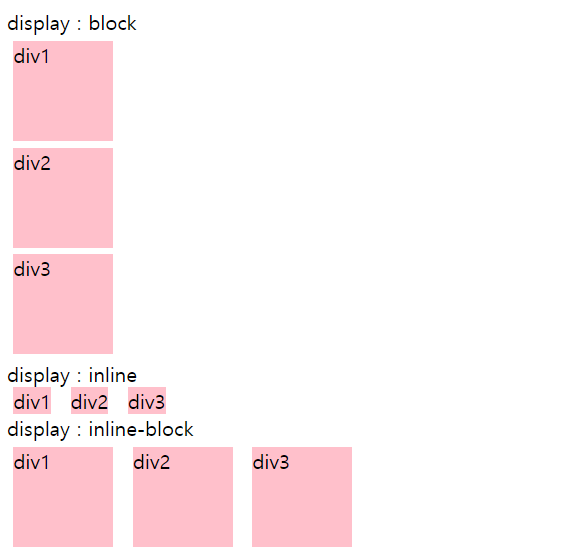 display : block
div1
div2
div3
display : inline
div1 div2 div3
display : inline-block
div1 div2 div3